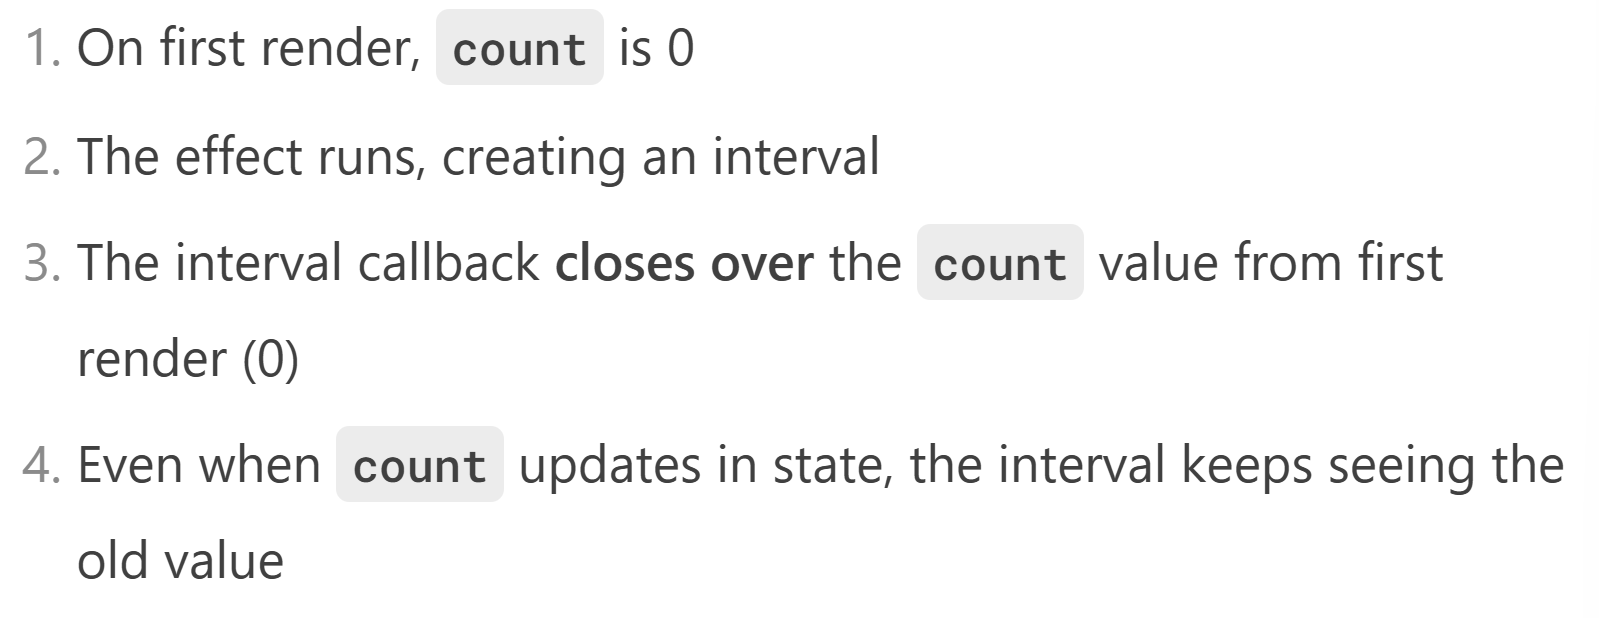 1. On first render, count is 0
2. The effect runs, creating an interval
3. The interval callback closes over the count value from first
render (0)
4. Even when count updates in state, the interval keeps seeing the
old value